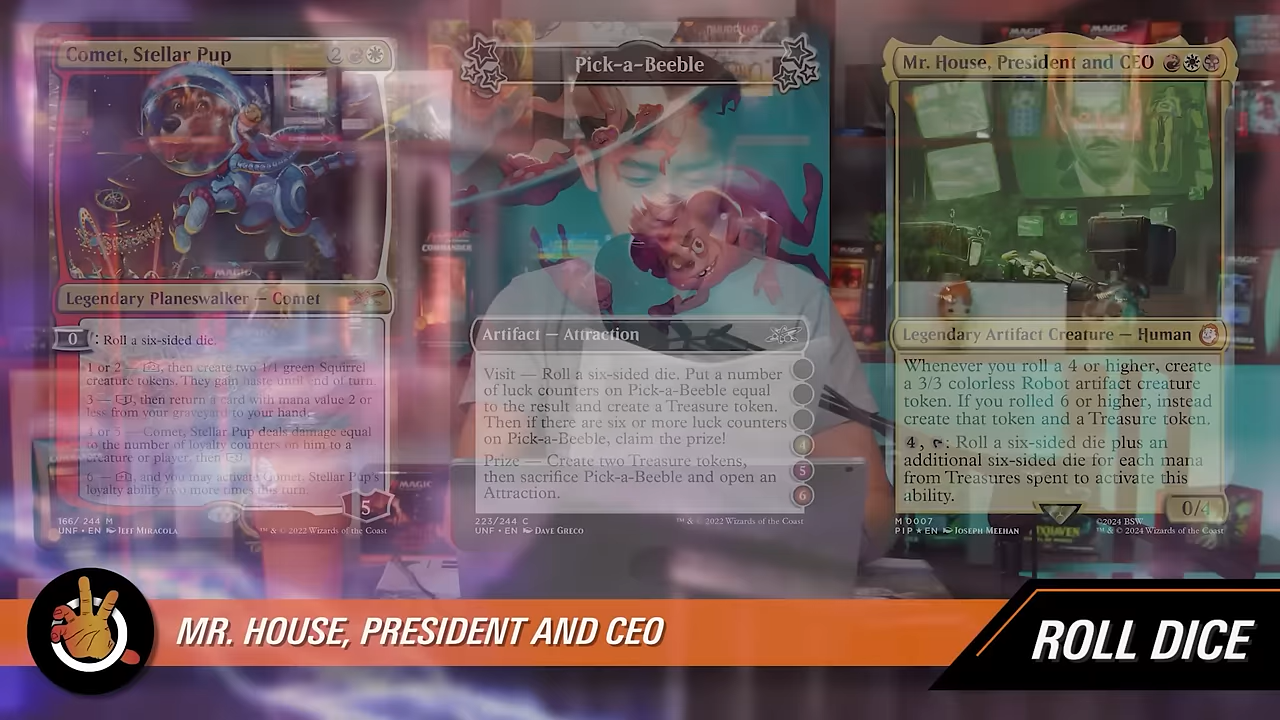 Comet, Stellar Pup
2
Legendary Planeswalker — Comet
0 : Roll a six-sided die.
1 or 2 — , then create two 1/1 green Squirrel
creature tokens. They gain haste until end of turn.
3 — , then return a card with mana value 2 or
less from your graveyard to your hand.
4 or 5 — Comet, Stellar Pup deals damage equal
to the number of loyalty counters on him to a
creature or player, then
6 — , and you may activate Comet, Stellar Pup's
loyalty ability two more times this turn.
5
166/244 M
UNF • EN JEFF MIRACOLA
™ & © 2022 Wizards of the Coast
Pick-a-Beeble
Artifact — Attraction
Visit — Roll a six-sided die. Put a number
of luck counters on Pick-a-Beeble equal
to the result and create a Treasure token.
Then if there are six or more luck counters
on Pick-a-Beeble, claim the prize!
Prize — Create two Treasure tokens,
then sacrifice Pick-a-Beeble and open an
Attraction.
4
5
6
223/244 C
UNF • EN DAVE GRECO
™ & © 2022 Wizards of the Coast
Mr. House, President and CEO
Legendary Artifact Creature — Human
Whenever you roll a 4 or higher, create
a 3/3 colorless Robot artifact creature
token. If you rolled 6 or higher, instead
create that token and a Treasure token.
4, : Roll a six-sided die plus an
additional six-sided die for each mana
from Treasures spent to activate this
ability.
0/4
M 0007
PIP ★ EN JOSEPH MEEHAN
©2024 BSW
™ & © 2024 Wizards of the Coast
MAGIC
MAGIC
MAGIC
MAGIC
MAGIC
MAGIC
COMMANDER
MR. HOUSE, PRESIDENT AND CEO
ROLL DICE